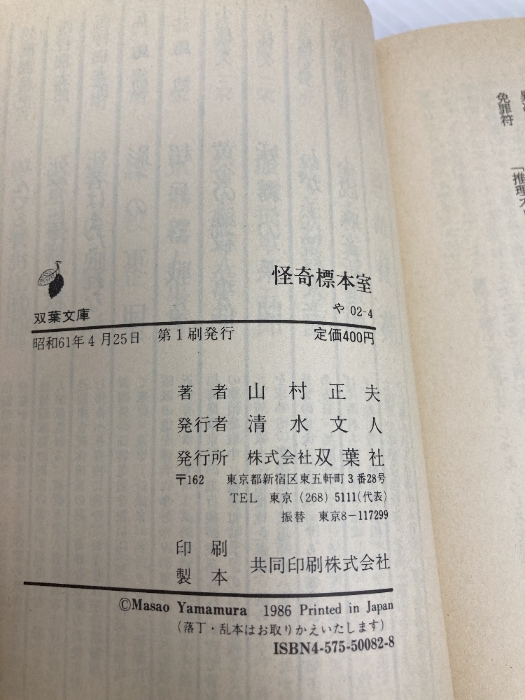 怪奇標本室
や 02-4
双葉文庫
昭和61年4月25日 第1刷発行 定価400円
著者 山村正夫
発行者 清水文人
発行所 株式会社双葉社
〒162 東京都新宿区東五軒町3番28号
TEL 東京 (268) 5111(代表)
振替 東京8-117299
印刷
製本 共同印刷株式会社
©Masao Yamamura 1986 Printed in Japan
(落丁・乱本はお取りかえいたします)
ISBN4-575-50082-8
免罪符